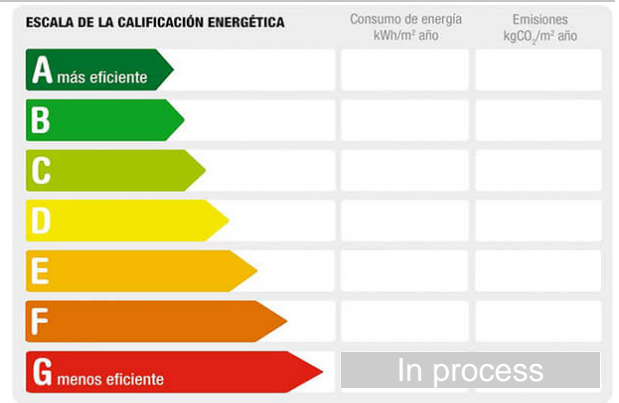 ESCALA DE LA CALIFICACIÓN ENERGÉTICA
Consumo de energía
kWh/m² año
Emisiones
kgCO₂/m² año
A más eficiente
B
C
D
E
F
G menos eficiente
In process